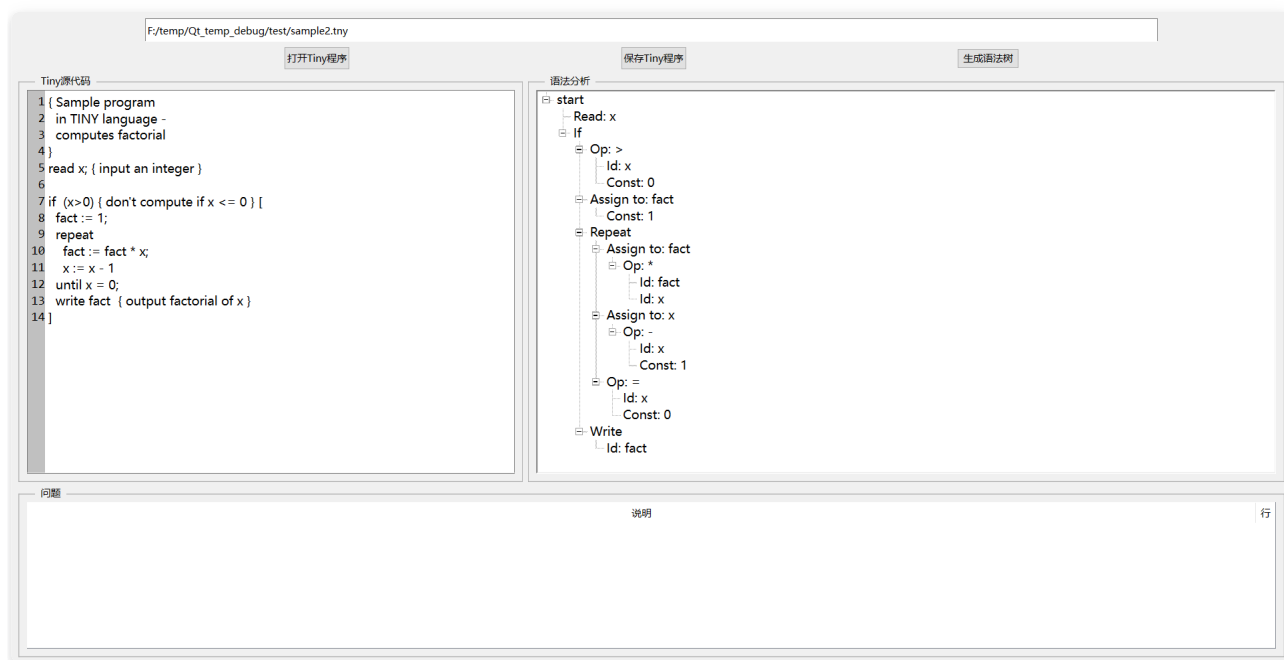 F:/temp/Qt_temp_debug/test/sample2.tny
打开Tiny程序
保存Tiny程序
生成语法树
Tiny源代码
1 { Sample program
2 in TINY language -
3 computes factorial
4 }
5 read x; { input an integer }
6
7 if (x>0) { don't compute if x <= 0 } [
8 fact := 1;
9 repeat
10 fact := fact * x;
11 x := x - 1
12 until x = 0;
13 write fact { output factorial of x }
14 ]
语法分析
start
Read: x
If
Op: >
Id: x
Const: 0
Assign to: fact
Const: 1
Repeat
Assign to: fact
Op: *
Id: fact
Id: x
Assign to: x
Op: -
Id: x
Const: 1
Op: =
Id: x
Const: 0
Write
Id: fact
问题
说明
行